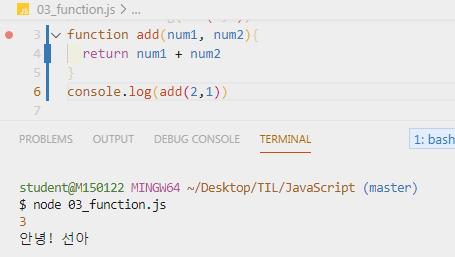 JS 03_function.js > ...
3 function add(num1, num2){
4 return num1 + num2
5 }
6 console.log(add(2,1))
7
PROBLEMS OUTPUT DEBUG CONSOLE TERMINAL 1: bash
student@M150122 MINGW64 ~/Desktop/TIL/JavaScript (master)
$ node 03_function.js
3
안녕! 선아